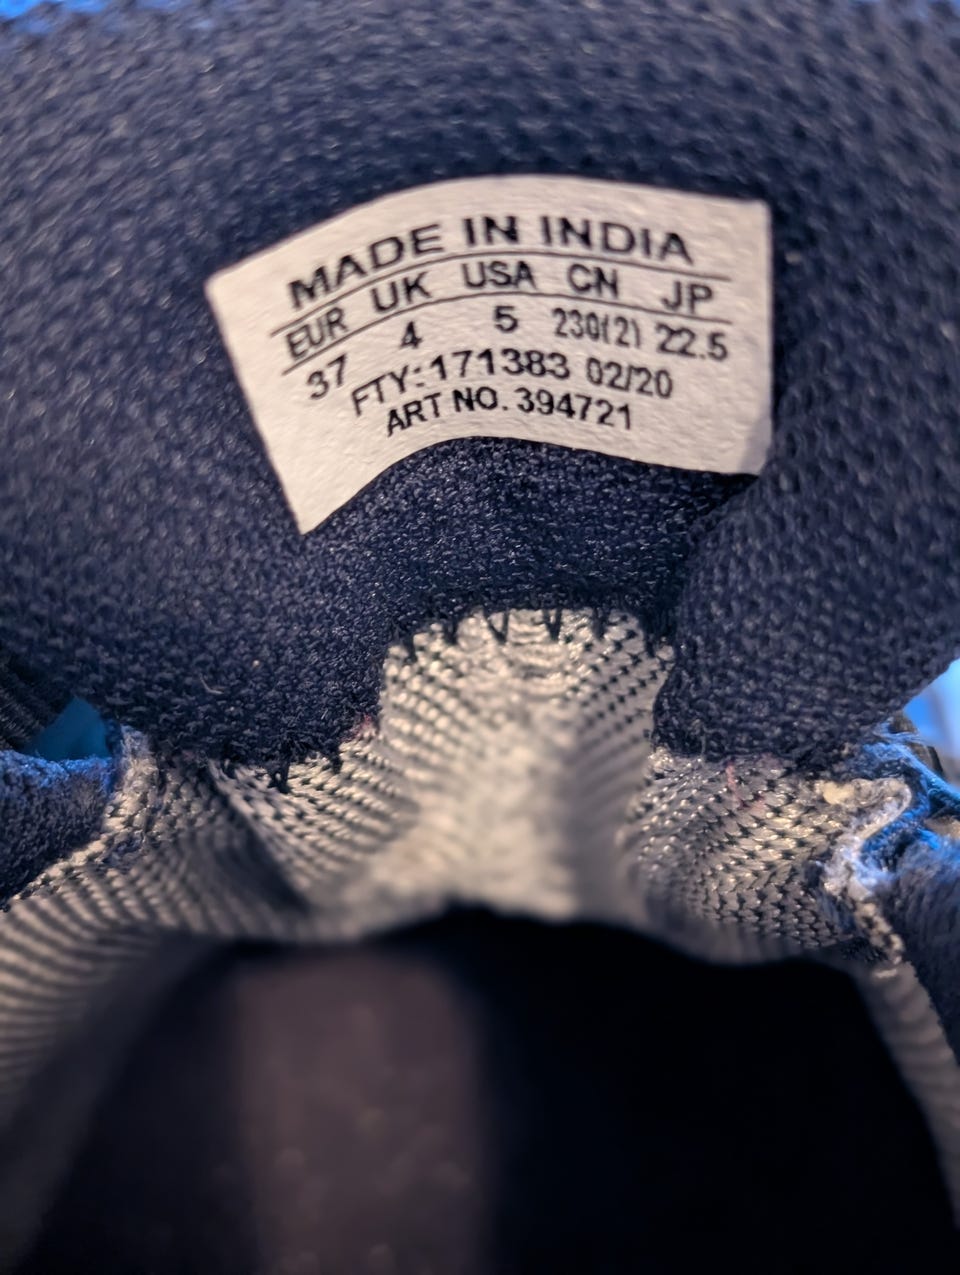 MADE IN INDIA
EUR UK USA CN JP
37 4 5 230(2) 22.5
FTY: 171383 02/20
ART NO. 394721